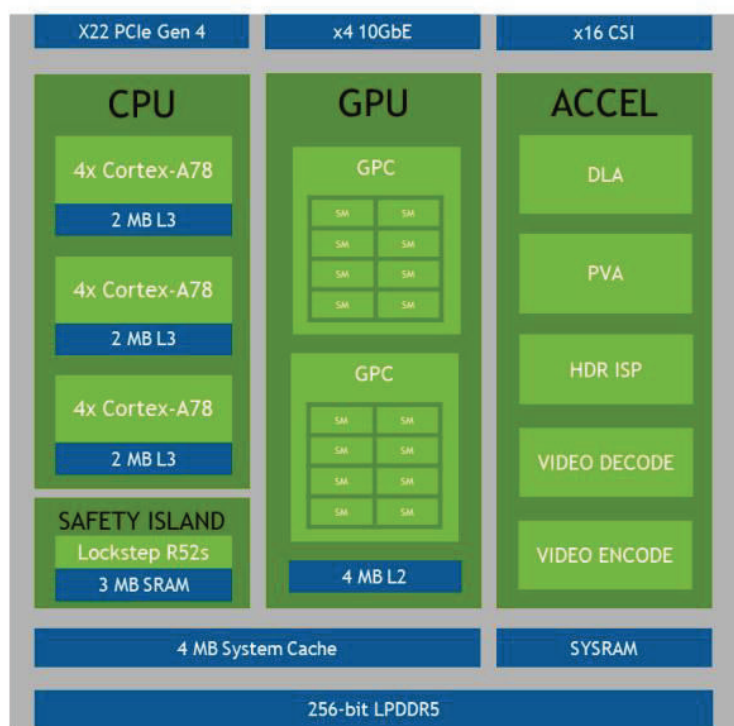 X22 PCIe Gen 4
x4 10GbE
x16 CSI
CPU
4x Cortex-A78
2 MB L3
4x Cortex-A78
2 MB L3
4x Cortex-A78
2 MB L3
SAFETY ISLAND
Lockstep R52s
3 MB SRAM
GPU
GPC
SM SM
SM SM
SM SM
SM SM
GPC
SM SM
SM SM
SM SM
SM SM
4 MB L2
ACCEL
DLA
PVA
HDR ISP
VIDEO DECODE
VIDEO ENCODE
4 MB System Cache
SYSRAM
256-bit LPDDR5